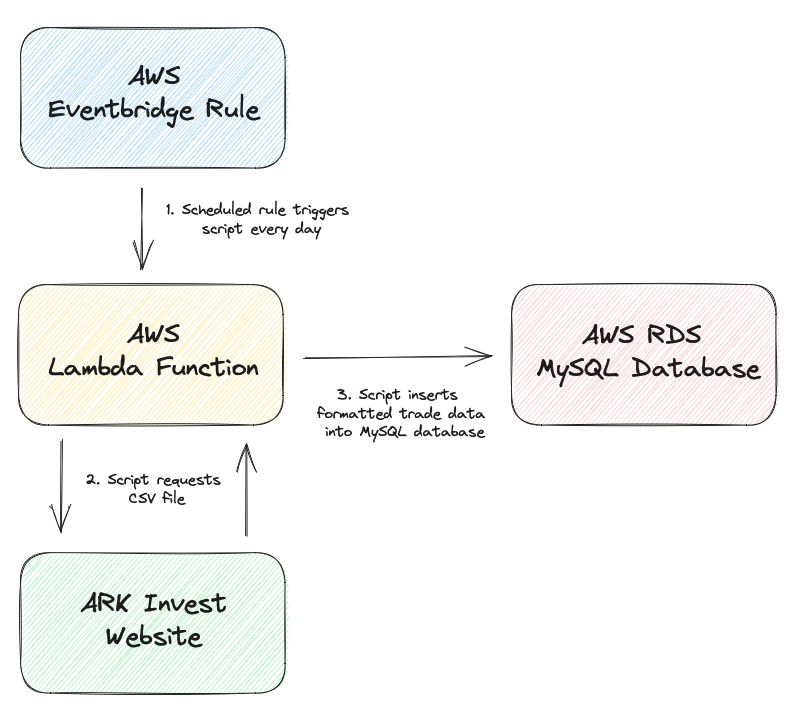 AWS
Eventbridge Rule
1. Scheduled rule triggers
script every day
AWS
Lambda Function
AWS RDS
MySQL Database
3. Script inserts
formatted trade data
into MySQL database
2. Script requests
CSV file
ARK Invest
Website